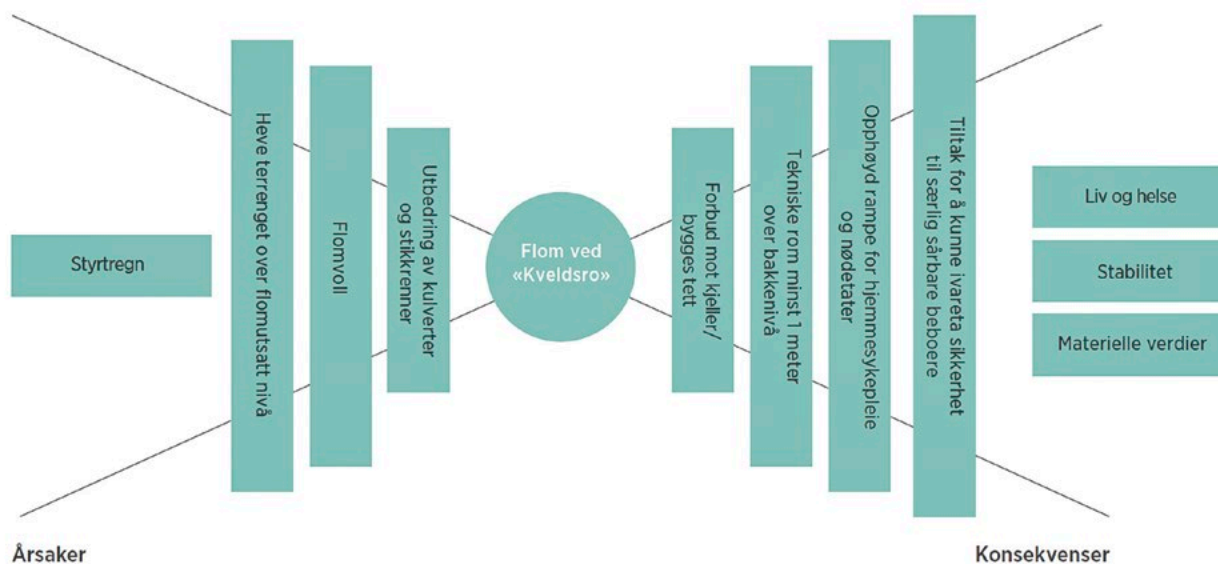 Styrtregn
Heve terrenget over flomutsatt nivå
Flomvoll
Utbedring av kulverter
og stikkrenner
Flom ved
«Kveldsro»
Forbud mot kjeller/
bygges tett
Tekniske rom minst 1 meter
over bakkenivå
Opphøyd rampe for hjemmesykepleie
og nødetater
Tiltak for å kunne ivareta sikkerhet
til særlig sårbare beboere
Liv og helse
Stabilitet
Materielle verdier
Årsaker
Konsekvenser